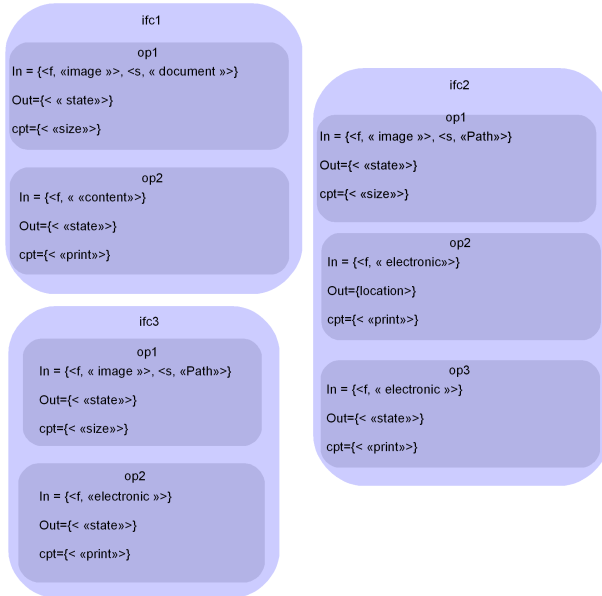 ifc1
op1
In = {<f, «image »>, <s, « document »>}
Out={< « state»>}
cpt={< «size»>}
op2
In = {<f, « «content»>}
Out={< «state»>}
cpt={< «print»>}
ifc2
op1
In = {<f, « image »>, <s, «Path»>}
Out={< «state»>}
cpt={< «size»>}
op2
In = {<f, « electronic»>}
Out={location>}
cpt={< «print»>}
op3
In = {<f, « electronic »>}
Out={< «state»>}
cpt={< «print»>}
ifc3
op1
In = {<f, « image »>, <s, «Path»>}
Out={< «state»>}
cpt={< «size»>}
op2
In = {<f, «electronic »>}
Out={< «state»>}
cpt={< «print»>}